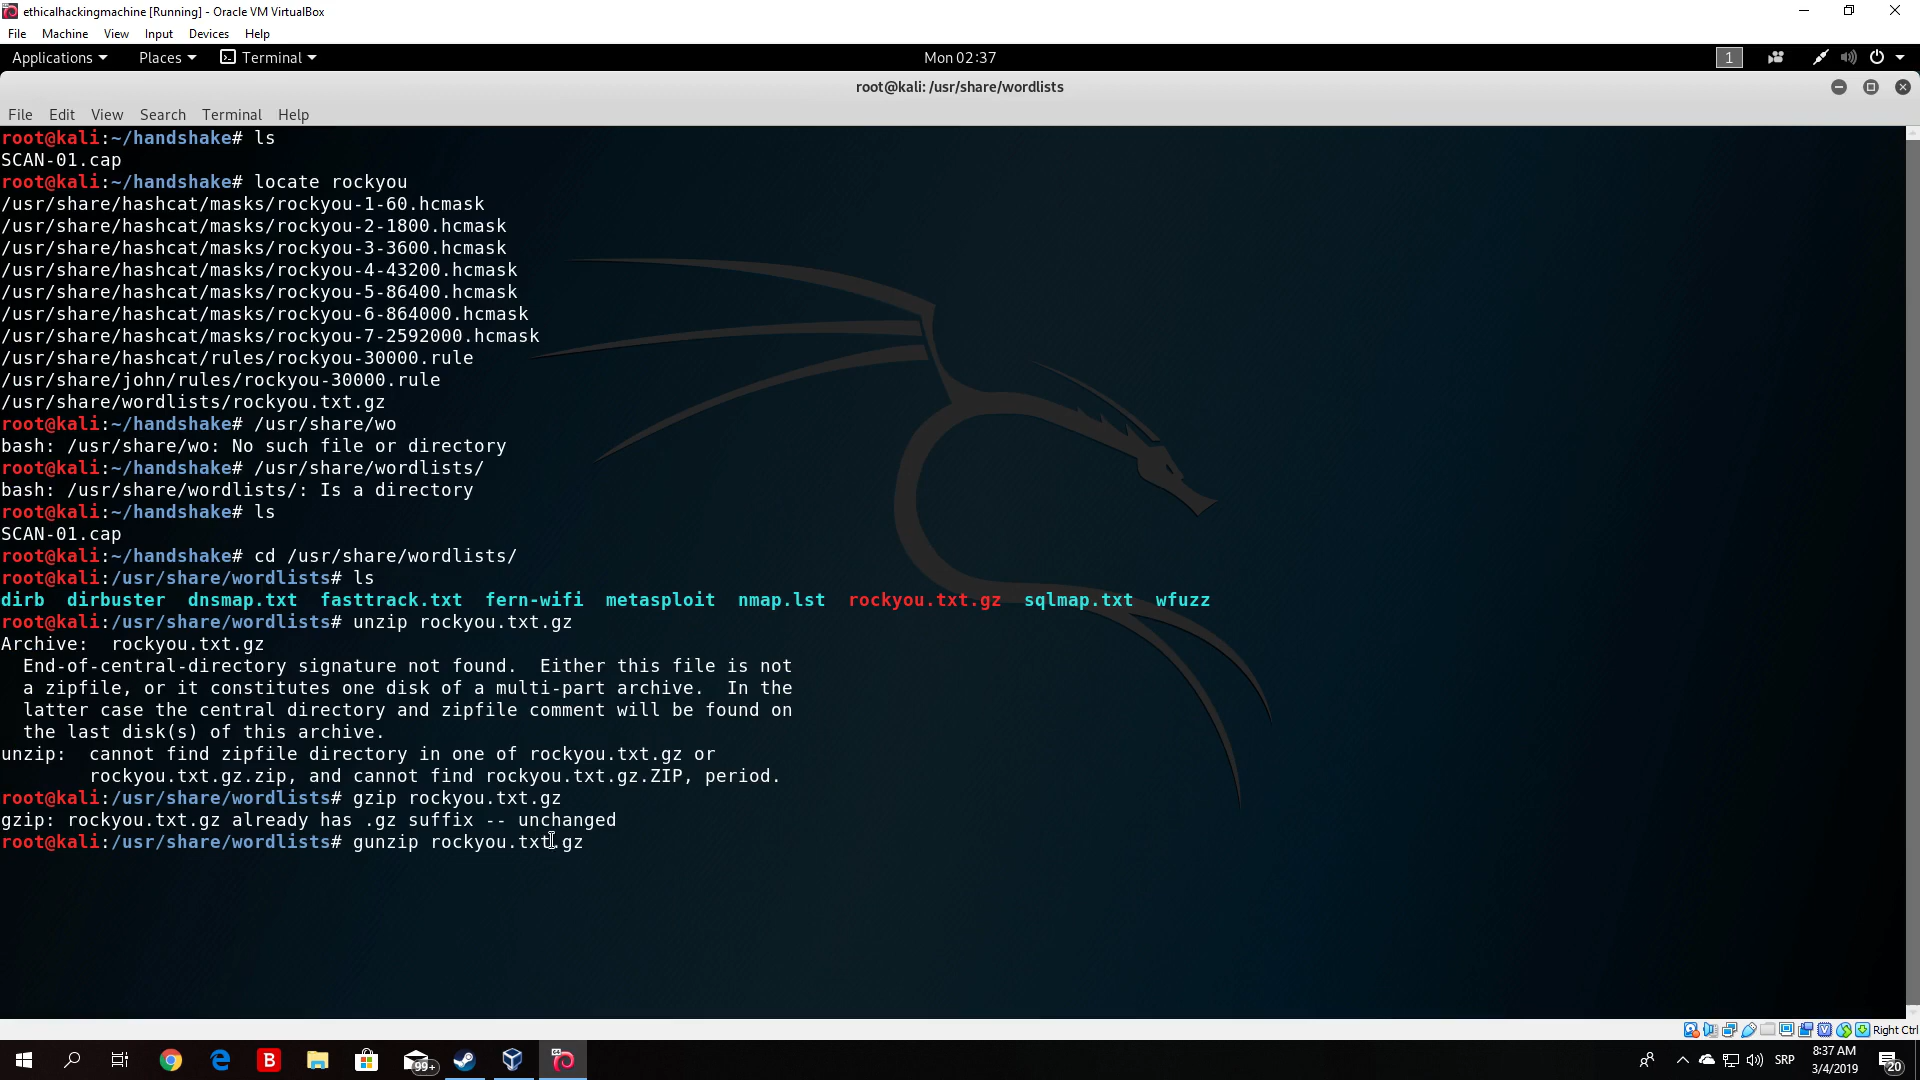 ethicalhackingmachine [Running] - Oracle VM VirtualBox
File Machine View Input Devices Help
Applications Places Terminal Mon 02:37 1
root@kali: /usr/share/wordlists
File Edit View Search Terminal Help
root@kali:~/handshake# ls
SCAN-01.cap
root@kali:~/handshake# locate rockyou
/usr/share/hashcat/masks/rockyou-1-60.hcmask
/usr/share/hashcat/masks/rockyou-2-1800.hcmask
/usr/share/hashcat/masks/rockyou-3-3600.hcmask
/usr/share/hashcat/masks/rockyou-4-43200.hcmask
/usr/share/hashcat/masks/rockyou-5-86400.hcmask
/usr/share/hashcat/masks/rockyou-6-864000.hcmask
/usr/share/hashcat/masks/rockyou-7-2592000.hcmask
/usr/share/hashcat/rules/rockyou-30000.rule
/usr/share/john/rules/rockyou-30000.rule
/usr/share/wordlists/rockyou.txt.gz
root@kali:~/handshake# /usr/share/wo
bash: /usr/share/wo: No such file or directory
root@kali:~/handshake# /usr/share/wordlists/
bash: /usr/share/wordlists/: Is a directory
root@kali:~/handshake# ls
SCAN-01.cap
root@kali:~/handshake# cd /usr/share/wordlists/
root@kali:/usr/share/wordlists# ls
dirb dirbuster dnsmap.txt fasttrack.txt fern-wifi metasploit nmap.lst rockyou.txt.gz sqlmap.txt wfuzz
root@kali:/usr/share/wordlists# unzip rockyou.txt.gz
Archive: rockyou.txt.gz
End-of-central-directory signature not found. Either this file is not
a zipfile, or it constitutes one disk of a multi-part archive. In the
latter case the central directory and zipfile comment will be found on
the last disk(s) of this archive.
unzip: cannot find zipfile directory in one of rockyou.txt.gz or
rockyou.txt.gz.zip, and cannot find rockyou.txt.gz.ZIP, period.
root@kali:/usr/share/wordlists# gzip rockyou.txt.gz
gzip: rockyou.txt.gz already has .gz suffix -- unchanged
root@kali:/usr/share/wordlists# gunzip rockyou.txt.gz
Right Ctrl
B 99+ SRP 8:37 AM 20
3/4/2019